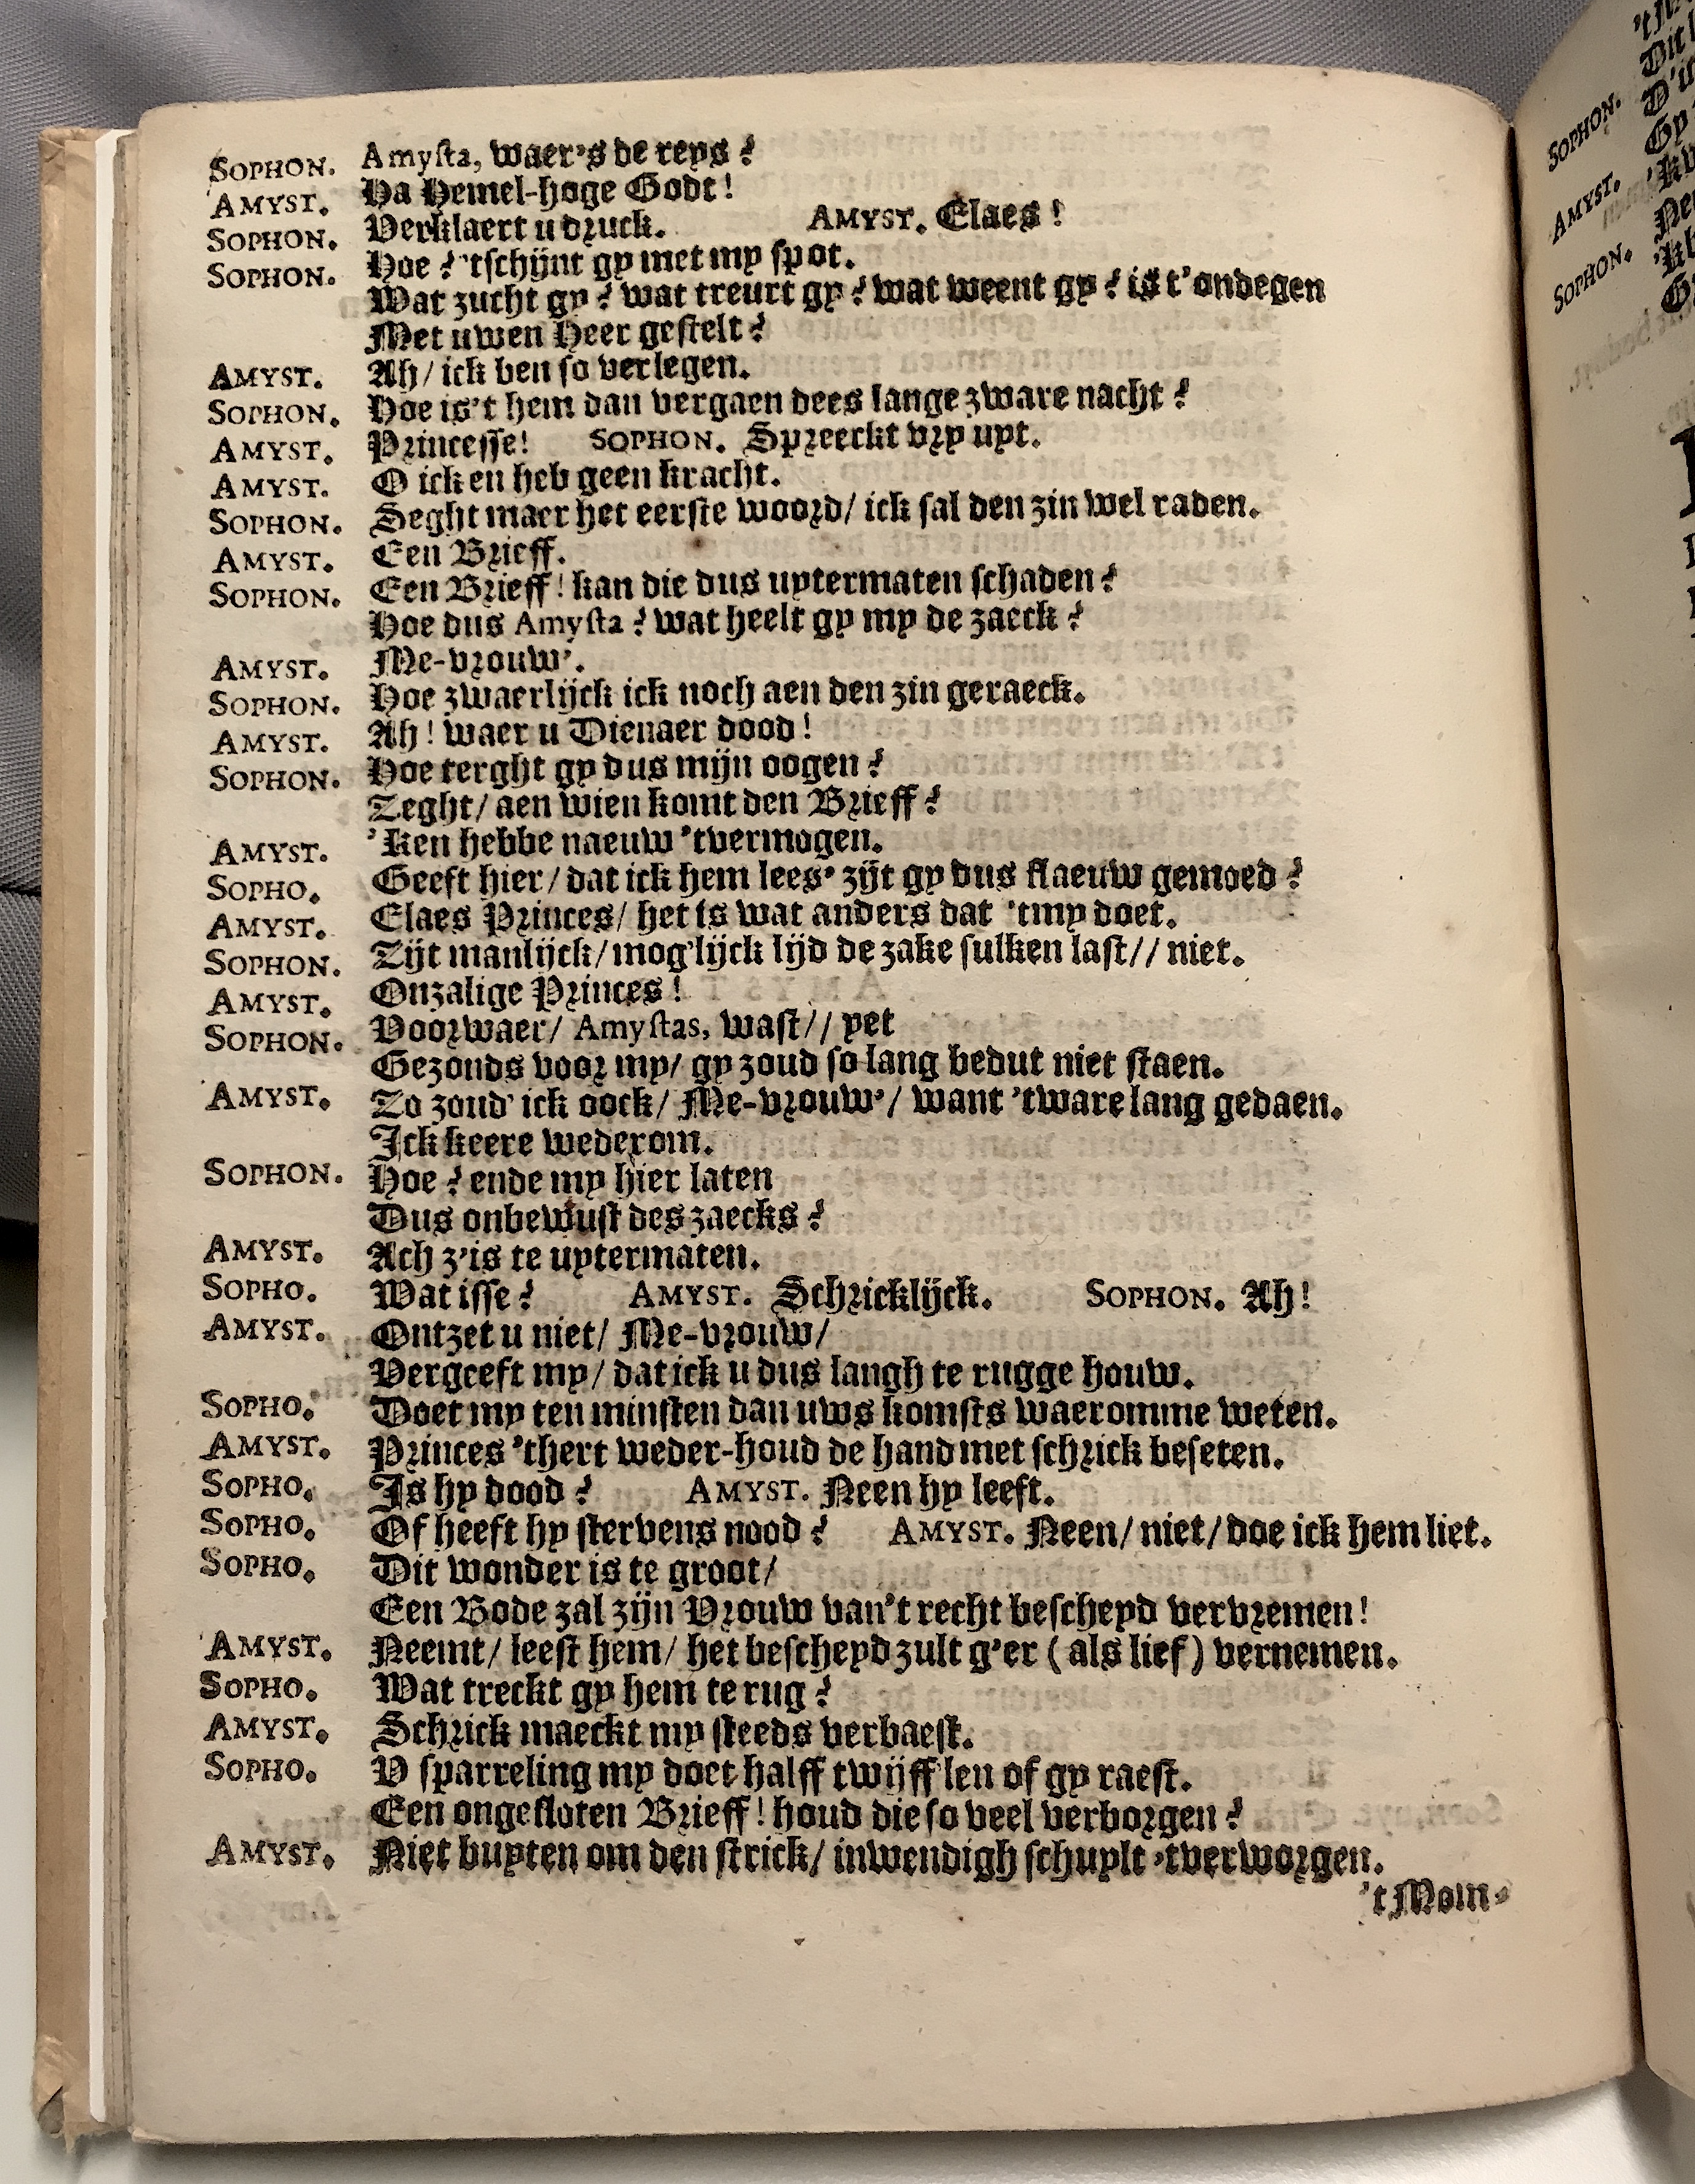 SOPHON. Amysta, waer's de reys?
AMYST. Ha Hemel-hoge Godt!
SOPHON. Verklaert u druck. AMYST. Elaes!
SOPHON. Hoe? 'tschijnt gy met my spot.
Wat zucht gy? wat treurt gy? wat weent gy? is t'ondegen
Met uwen Heer gestelt?
AMYST. Ah/ ick ben so verlegen.
SOPHON. Hoe is't hem dan vergaen dees lange zware nacht?
AMYST. Princesse! SOPHON. Spreeckt vry uyt.
AMYST. O ick en heb geen kracht.
SOPHON. Seght maer het eerste woord/ ick sal den zin wel raden.
AMYST. Een Brieff.
SOPHON. Een Brieff! kan die dus uytermaten schaden?
Hoe dus Amysta? wat heelt gy my de zaeck?
AMYST. Me-vrouw'.
SOPHON. Hoe zwaerlijck ick noch aen den zin geraeck.
AMYST. Ah! waer u Dienaer dood!
SOPHON. Hoe terght gy dus mijn oogen?
Zeght/ aen wien komt den Brieff?
AMYST. 'Ken hebbe naeuw 'tvermogen.
SOPHO. Geeft hier/ dat ick hem lees' zijt gy dus flaeuw gemoed?
AMYST. Elaes Princes/ het is wat anders dat 'tmy doet.
SOPHON. Zijt manlijck/ mog'lijck lijd de zake sulken last// niet.
AMYST. Onzalige Princes!
SOPHON. Voorwaer/ Amystas, wast// yet
Gezonds voor my/ gy zoud so lang bedut niet staen.
AMYST. Zo zoud' ick oock/ Me-vrouw'/ want 'tware lang gedaen.
Ick keere wederom.
SOPHON. Hoe? ende my hier laten
Dus onbewust des zaecks?
AMYST. Ach z'is te uytermaten.
SOPHO. Wat isse? AMYST. Schricklijck. SOPHON. Ah!
AMYST. Ontzet u niet/ Me-vrouw/
Vergeeft my/ dat ick u dus langh te rugge houw.
SOPHO. Doet my ten minsten dan uws komsts waeromme weten.
AMYST. Princes 'thert weder-houd de hand met schrick beseten.
SOPHO. Is hy dood? AMYST. Neen hy leeft.
SOPHO. Of heeft hy stervens nood? AMYST. Neen/ niet/ doe ick hem liet.
SOPHO. Dit wonder is te groot/
Een Bode zal zijn Vrouw van't recht bescheyd vervremen!
AMYST. Neemt/ leest hem/ het bescheyd zult g'er (als lief) vernemen.
SOPHO. Wat treckt gy hem te rug?
AMYST. Schrick maeckt my steeds verbaest.
SOPHO. V sparreling my doet halff twijff'len of gy raest.
Een ongesloten Brieff! houd die so veel verborgen?
AMYST. Niet buyten om den strick/ inwendigh schuylt 'tverworgen.
't Mom-